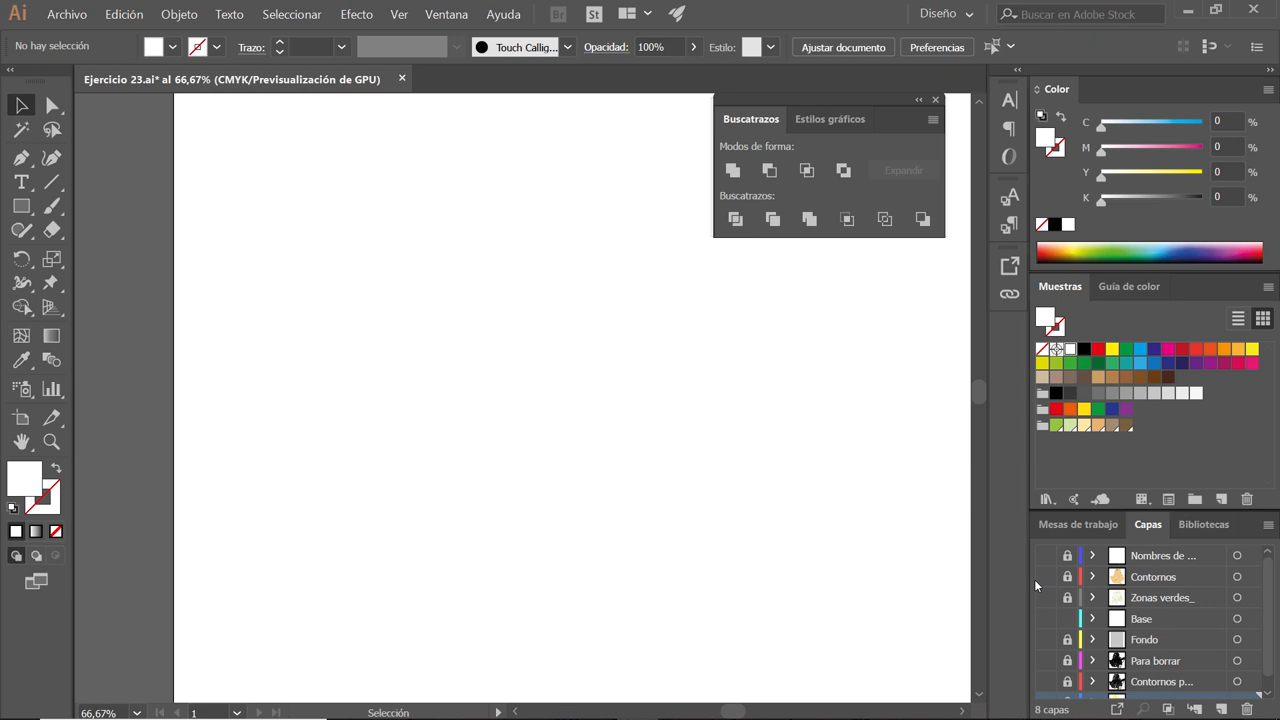 Ai Archivo Edición Objeto Texto Seleccionar Efecto Ver Ventana Ayuda Br St Diseño Buscar en Adobe Stock
No hay selección Trazo: Touch Callig... Opacidad: 100% Estilo: Ajustar documento Preferencias
Ejercicio 23.ai* al 66,67% (CMYK/Previsualización de GPU)
Buscatrazos Estilos gráficos
Modos de forma:
Expandir
Buscatrazos:
Color
C 0 %
M 0 %
Y 0 %
K 0 %
Muestras Guía de color
Mesas de trabajo Capas Bibliotecas
Nombres de ...
Contornos
Zonas verdes_
Base
Fondo
Para borrar
Contornos p...
8 capas
66,67% 1 Selección